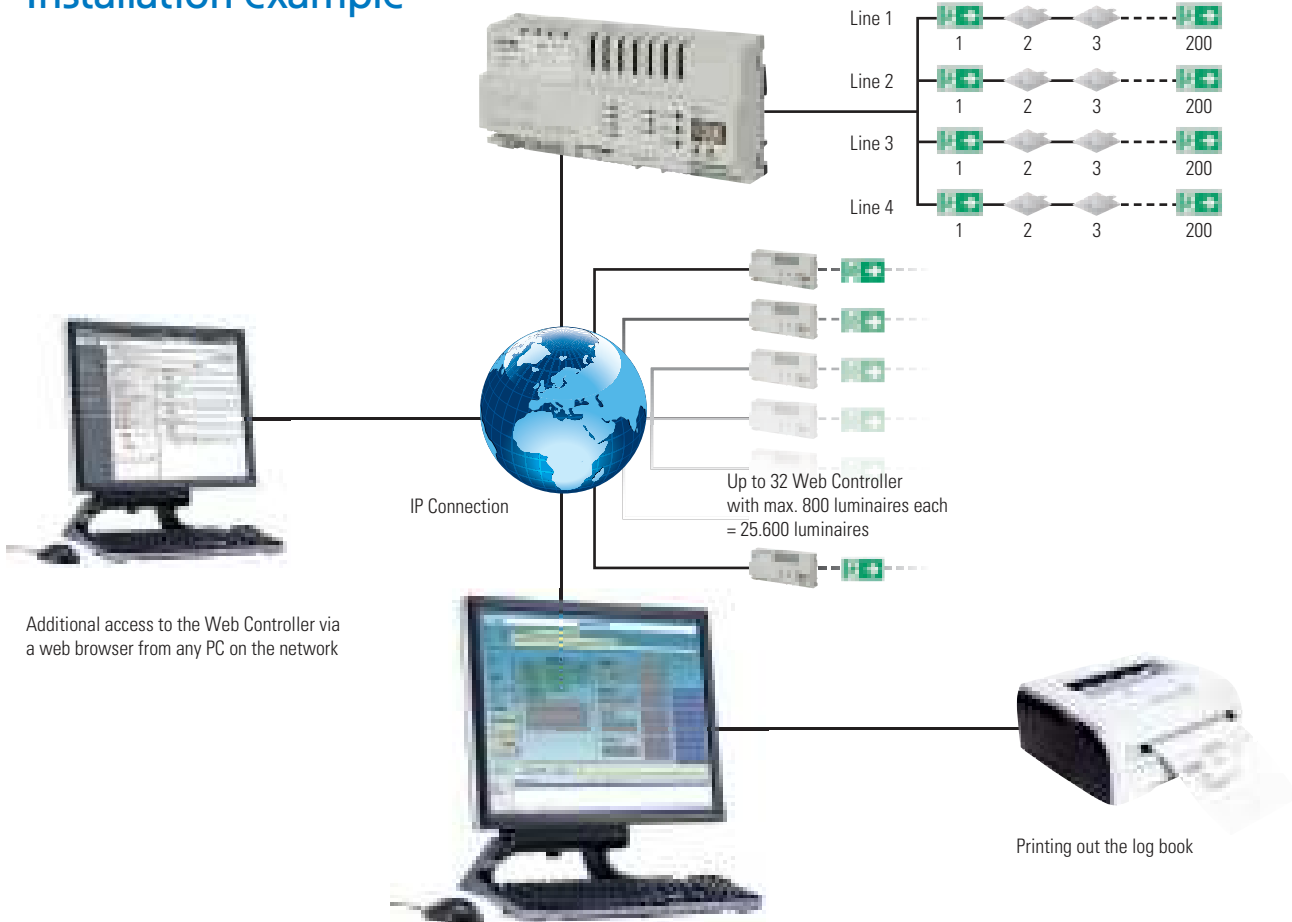 Installation example
Line 1
1 2 3 200
Line 2
1 2 3 200
Line 3
1 2 3 200
Line 4
1 2 3 200
IP Connection
Up to 32 Web Controller
with max. 800 luminaires each
= 25.600 luminaires
Additional access to the Web Controller via
a web browser from any PC on the network
Printing out the log book